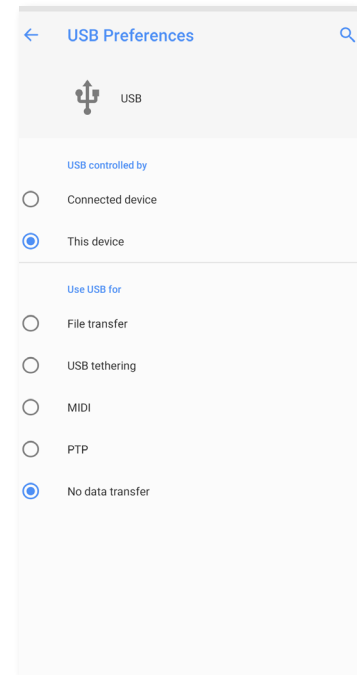 USB Preferences
USB
USB controlled by
Connected device
This device
Use USB for
File transfer
USB tethering
MIDI
PTP
No data transfer